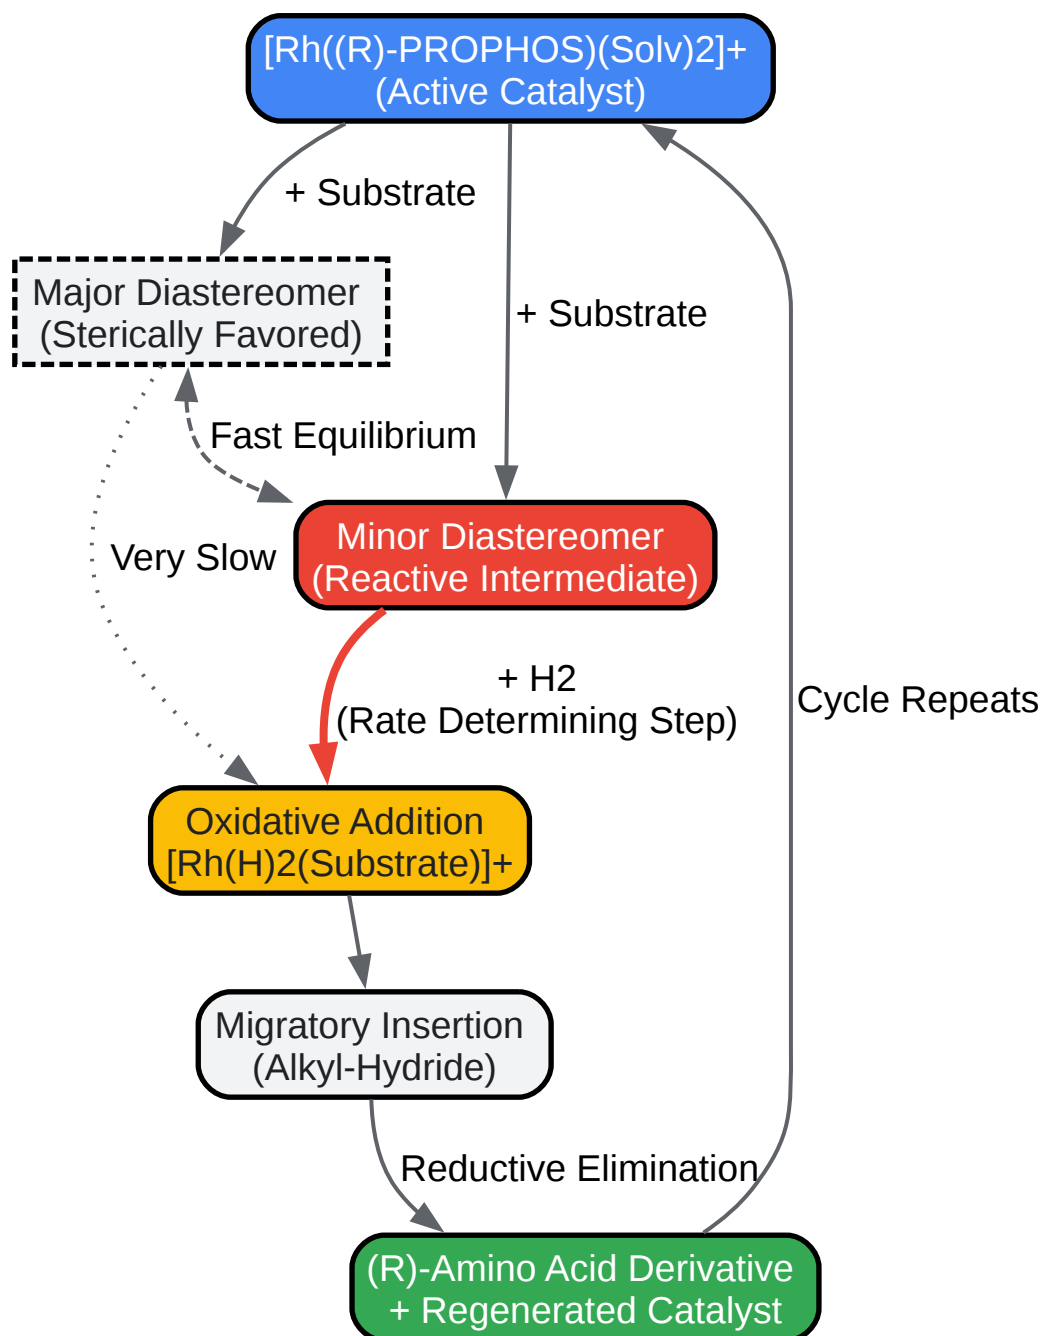 [Rh((R)-PROPHOS)(Solv)2]+
(Active Catalyst)
+ Substrate
Major Diastereomer
(Sterically Favored)
+ Substrate
Fast Equilibrium
Minor Diastereomer
(Reactive Intermediate)
Very Slow
+ H2
(Rate Determining Step)
Cycle Repeats
Oxidative Addition
[Rh(H)2(Substrate)]+
Migratory Insertion
(Alkyl-Hydride)
Reductive Elimination
(R)-Amino Acid Derivative
+ Regenerated Catalyst